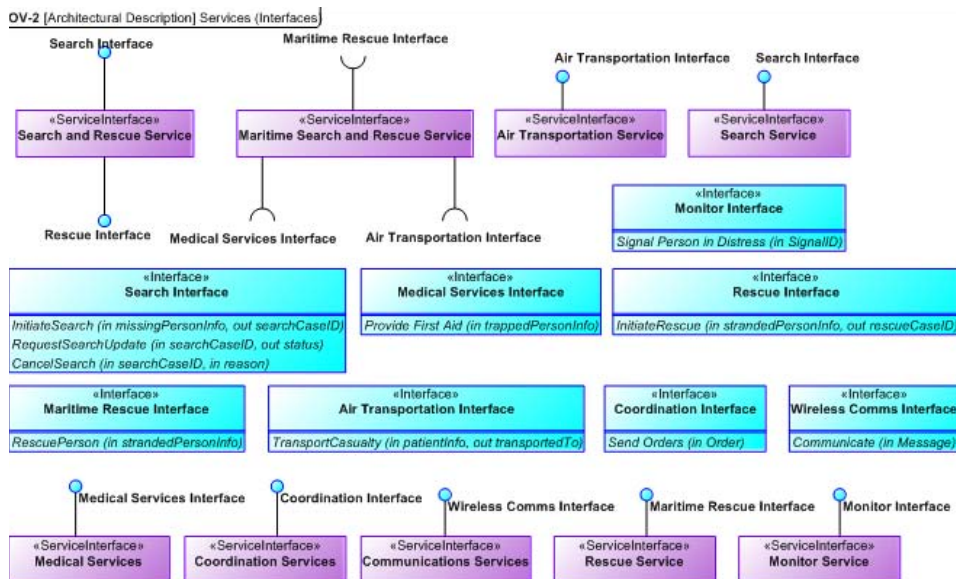 OV-2 [Architectural Description] Services (Interfaces)
Search Interface
Maritime Rescue Interface
Air Transportation Interface
Search Interface
«ServiceInterface»
Search and Rescue Service
«ServiceInterface»
Maritime Search and Rescue Service
«ServiceInterface»
Air Transportation Service
«ServiceInterface»
Search Service
Rescue Interface
Medical Services Interface
Air Transportation Interface
«Interface»
Monitor Interface
Signal Person in Distress (in SignalID)
«Interface»
Search Interface
InitiateSearch (in missingPersonInfo, out searchCaseID)
RequestSearchUpdate (in searchCaseID, out status)
CancelSearch (in searchCaseID, in reason)
«Interface»
Medical Services Interface
Provide First Aid (in trappedPersonInfo)
«Interface»
Rescue Interface
InitiateRescue (in strandedPersonInfo, out rescueCaseID)
«Interface»
Maritime Rescue Interface
RescuePerson (in strandedPersonInfo)
«Interface»
Air Transportation Interface
TransportCasualty (in patientInfo, out transportedTo)
«Interface»
Coordination Interface
Send Orders (in Order)
«Interface»
Wireless Comms Interface
Communicate (in Message)
Medical Services Interface
Coordination Interface
Wireless Comms Interface
Maritime Rescue Interface
Monitor Interface
«ServiceInterface»
Medical Services
«ServiceInterface»
Coordination Services
«ServiceInterface»
Communications Services
«ServiceInterface»
Rescue Service
«ServiceInterface»
Monitor Service